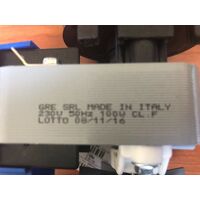 GRE SRL MADE IN ITALY
230V 50Hz 100W CL.F
LOTTO 08/11/16